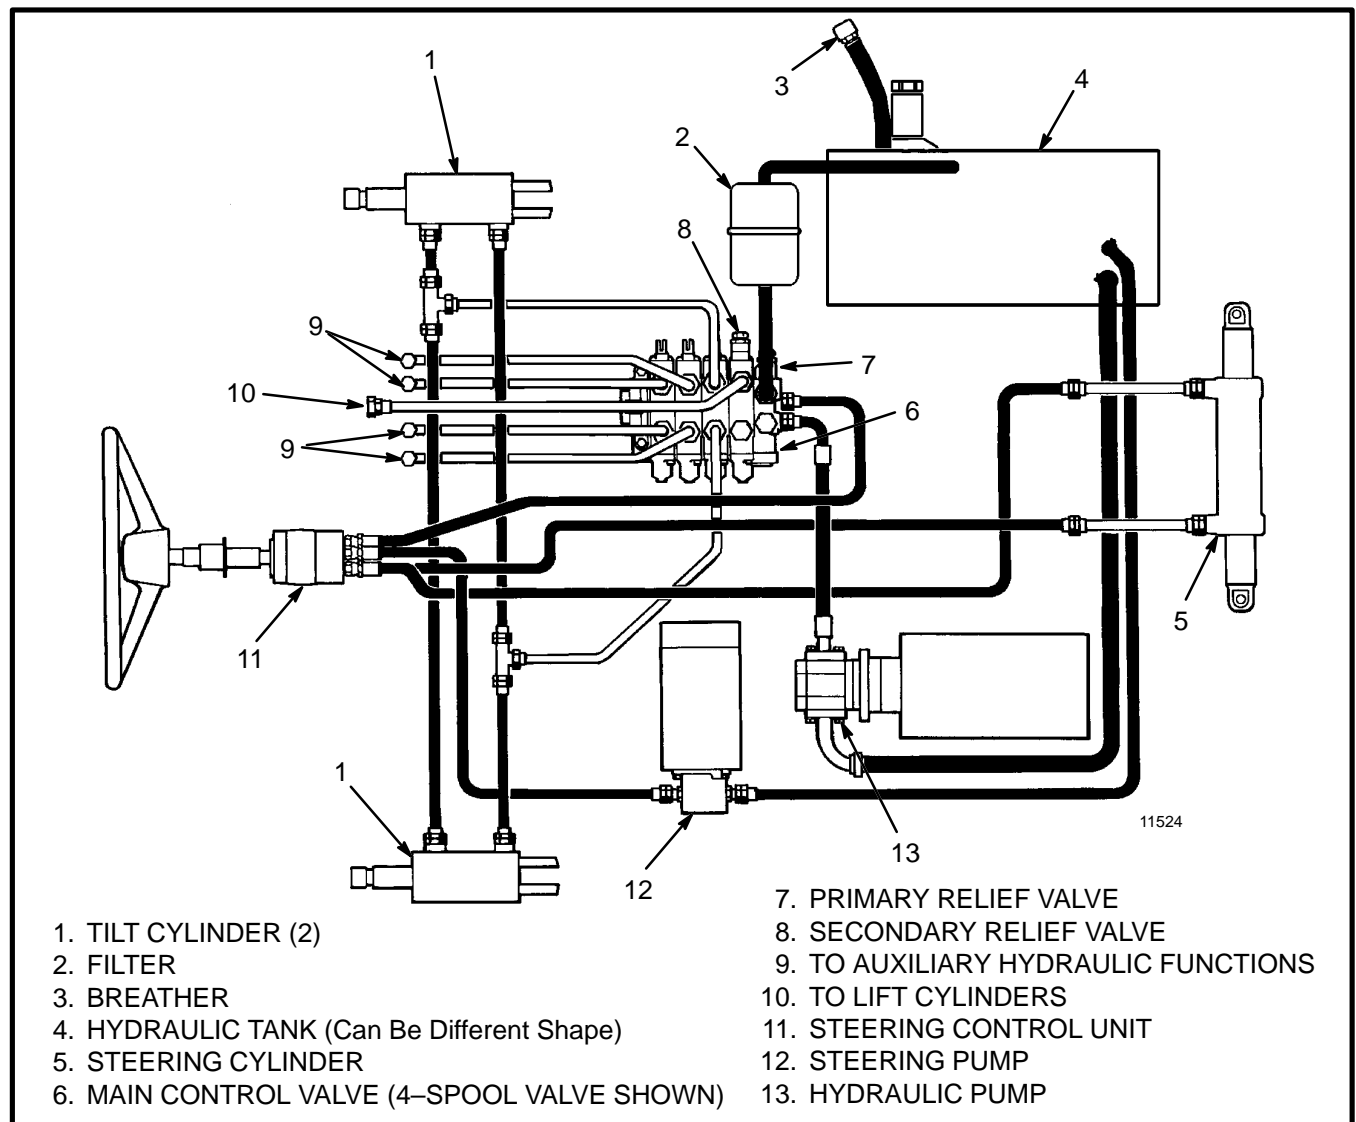 1
3
4
2
8
9
7
10
6
9
11
5
1
12
13
11524
1. TILT CYLINDER (2)
2. FILTER
3. BREATHER
4. HYDRAULIC TANK (Can Be Different Shape)
5. STEERING CYLINDER
6. MAIN CONTROL VALVE (4–SPOOL VALVE SHOWN)
7. PRIMARY RELIEF VALVE
8. SECONDARY RELIEF VALVE
9. TO AUXILIARY HYDRAULIC FUNCTIONS
10. TO LIFT CYLINDERS
11. STEERING CONTROL UNIT
12. STEERING PUMP
13. HYDRAULIC PUMP